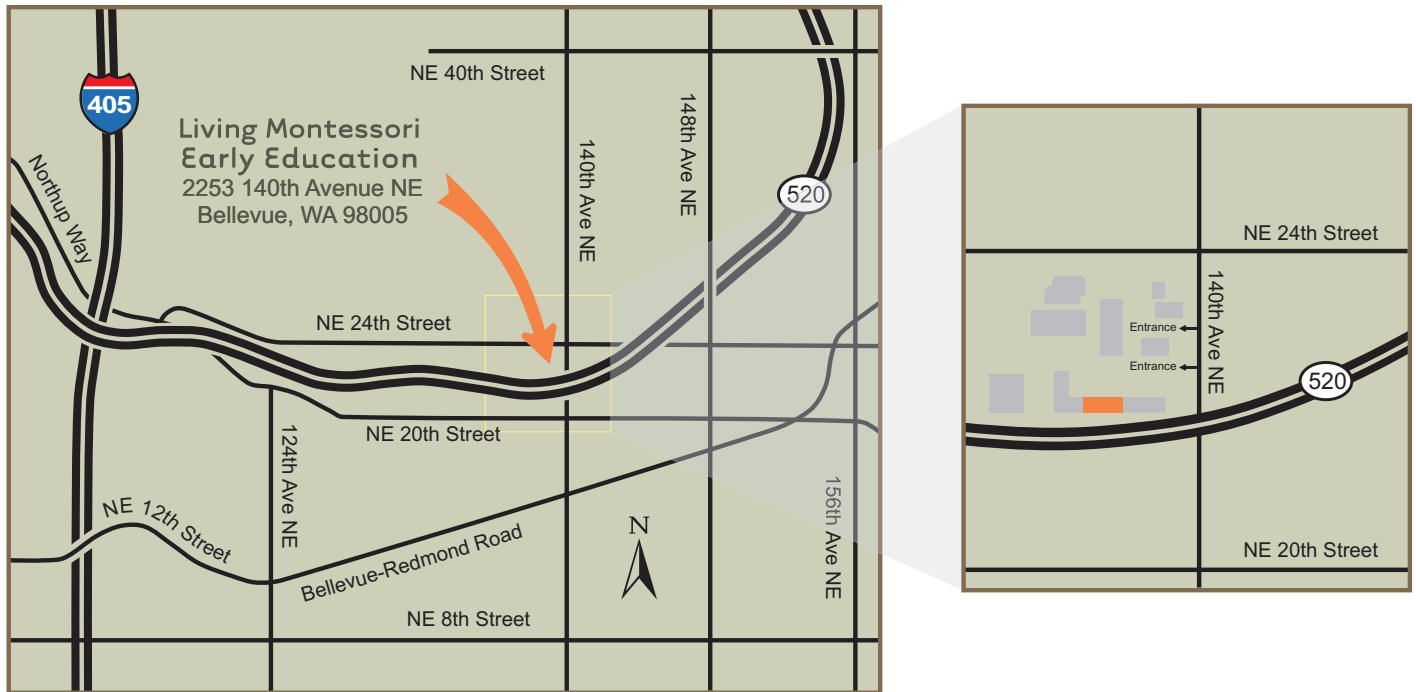 405
NE 40th Street
Living Montessori
Early Education
2253 140th Avenue NE
Bellevue, WA 98005
Northup Way
140th Ave NE
148th Ave NE
520
NE 24th Street
NE 20th Street
124th Ave NE
NE 12th Street
Bellevue-Redmond Road
156th Ave NE
N
NE 8th Street
NE 24th Street
140th Ave NE
Entrance
Entrance
520
NE 20th Street